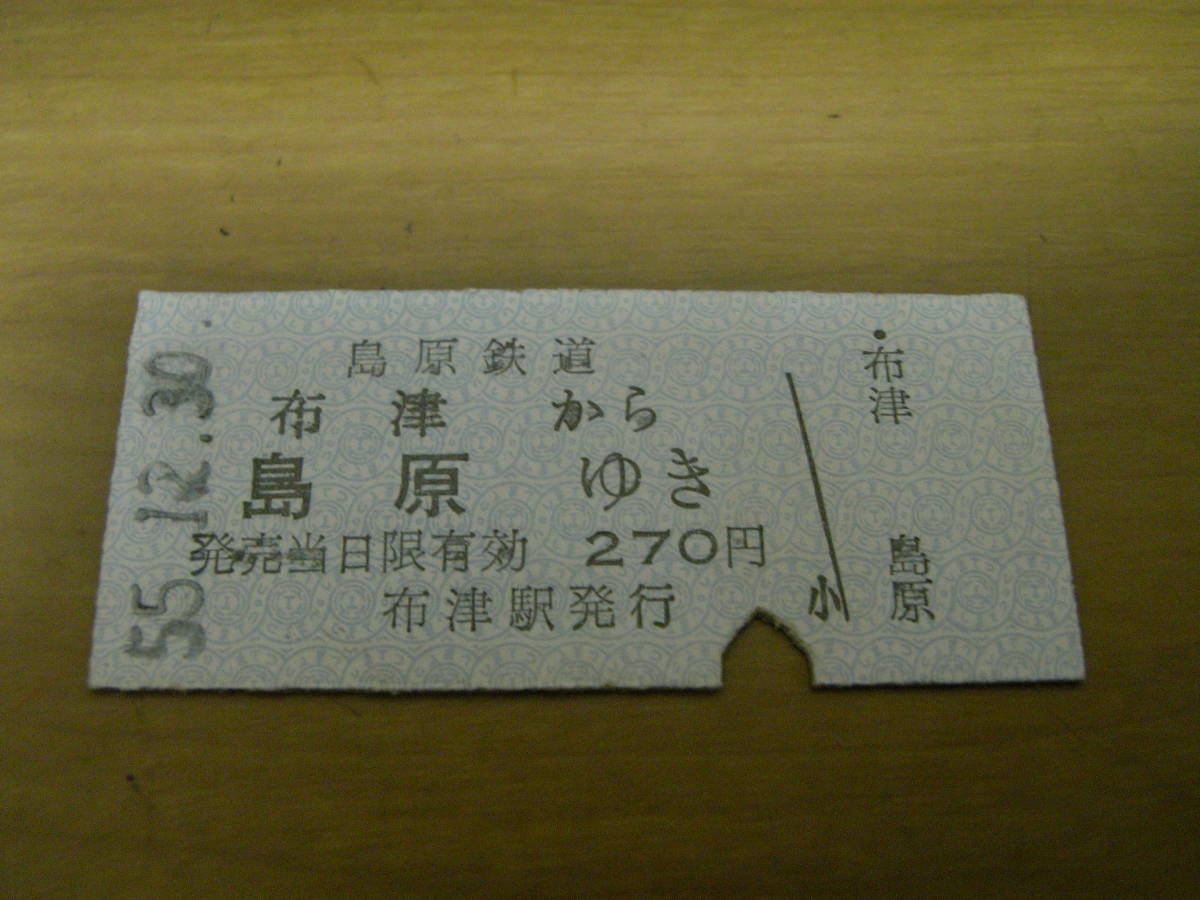 島原鉄道
布津 から
島原 ゆき
発売当日限有効 270円
布津駅発行
小
布津
島原
55.12.30.